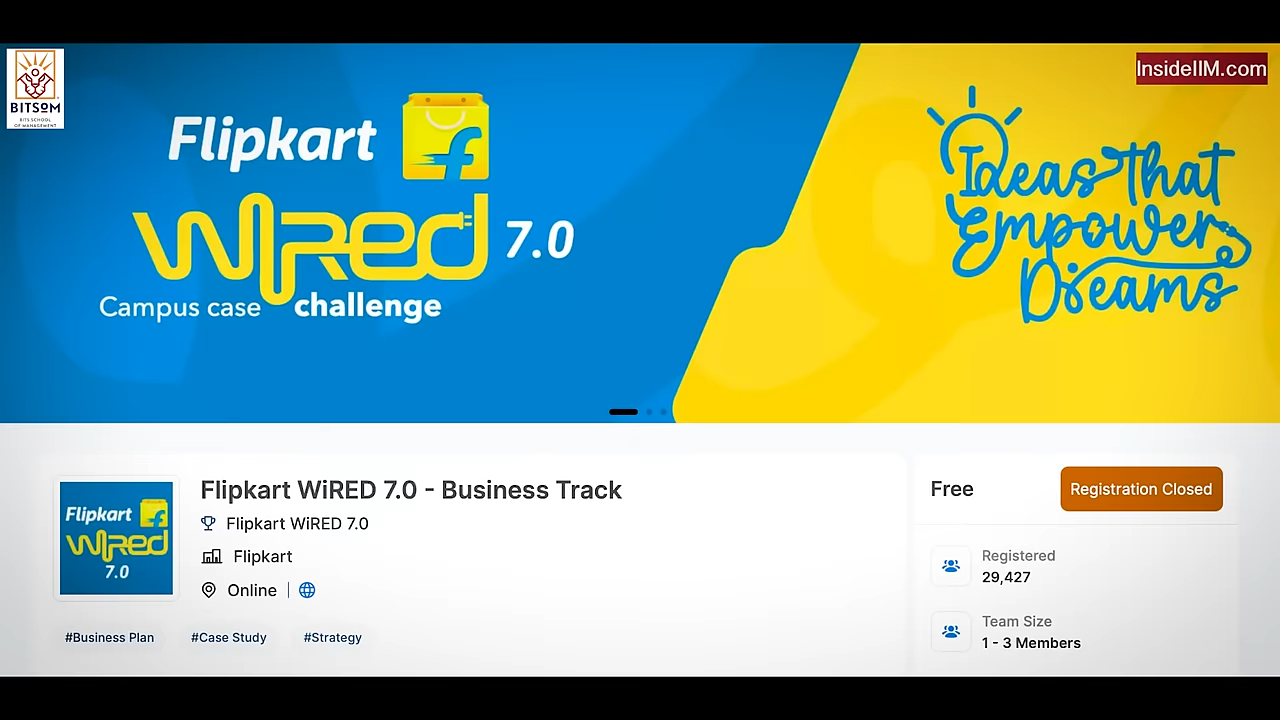 BITSOM
BITS SCHOOL
OF MANAGEMENT
InsideIIM.com
Flipkart
WiRed 7.0
Campus case challenge
Ideas that
Empower
Dreams
Flipkart
WiRed
7.0
Flipkart WiRED 7.0 - Business Track
Flipkart WiRED 7.0
Flipkart
Online
#Business Plan #Case Study #Strategy
Free
Registration Closed
Registered
29,427
Team Size
1 - 3 Members